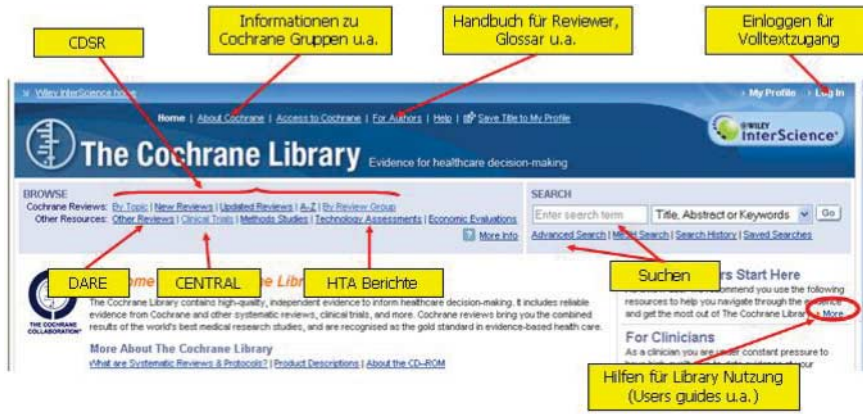 CDSR
Informationen zu
Cochrane Gruppen u.a.
Handbuch für Reviewer,
Glossar u.a.
Einloggen für
Volltextzugang
Wiley InterScience home
My Profile Log In
Home | About Cochrane | Access to Cochrane | For Authors | Help | Save Title to My Profile
WILEY
InterScience®
The Cochrane Library Evidence for healthcare decision-making
BROWSE
Cochrane Reviews: By Topic | New Reviews | Updated Reviews | A-Z | By Review Group
Other Resources: Other Reviews | Clinical Trials | Methods Studies | Technology Assessments | Economic Evaluations
More Info
SEARCH
Enter search term Title, Abstract or Keywords Go
Advanced Search | Search | Search History | Saved Searches
DARE
CENTRAL
HTA Berichte
Suchen
THE COCHRANE
COLLABORATION®
The Cochrane Library contains high-quality, independent evidence to inform healthcare decision-making. It includes reliable
evidence from Cochrane and other systematic reviews, clinical trials, and more. Cochrane reviews bring you the combined
results of the world's best medical research studies, and are recognised as the gold standard in evidence-based health care.
More About The Cochrane Library
What are Systematic Reviews & Protocols? | Product Descriptions | About the CD-ROM
Start Here
recommend you use the following
resources to help you navigate through the evidence
and get the most out of The Cochrane Library. More
For Clinicians
As a clinician you are under constant pressure to
Hilfen für Library Nutzung
(Users guides u.a.)